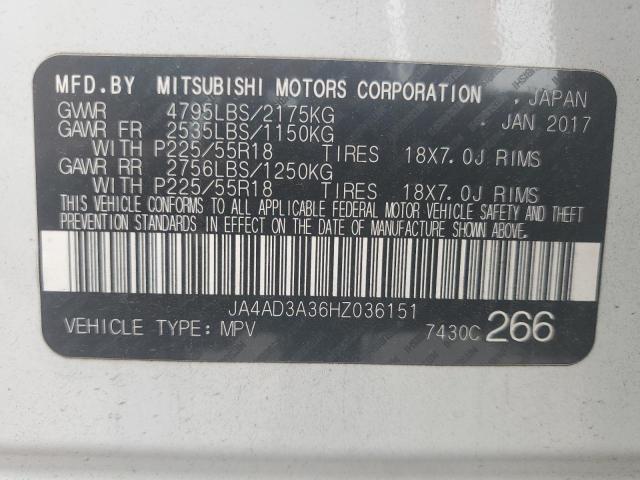 MFD.BY MITSUBISHI MOTORS CORPORATION . JAPAN
GVWR 4795LBS/2175KG . JAN 2017
GAWR FR 2535LBS/1150KG
WITH P225/55R18 TIRES 18X7.0J RIMS
GAWR RR 2756LBS/1250KG
WITH P225/55R18 TIRES 18X7.0J RIMS
THIS VEHICLE CONFORMS TO ALL APPLICABLE FEDERAL MOTOR VEHICLE SAFETY AND THEFT
PREVENTION STANDARDS IN EFFECT ON THE DATE OF MANUFACTURE SHOWN ABOVE.
JA4AD3A36HZ036151
VEHICLE TYPE: MPV 7430C 266